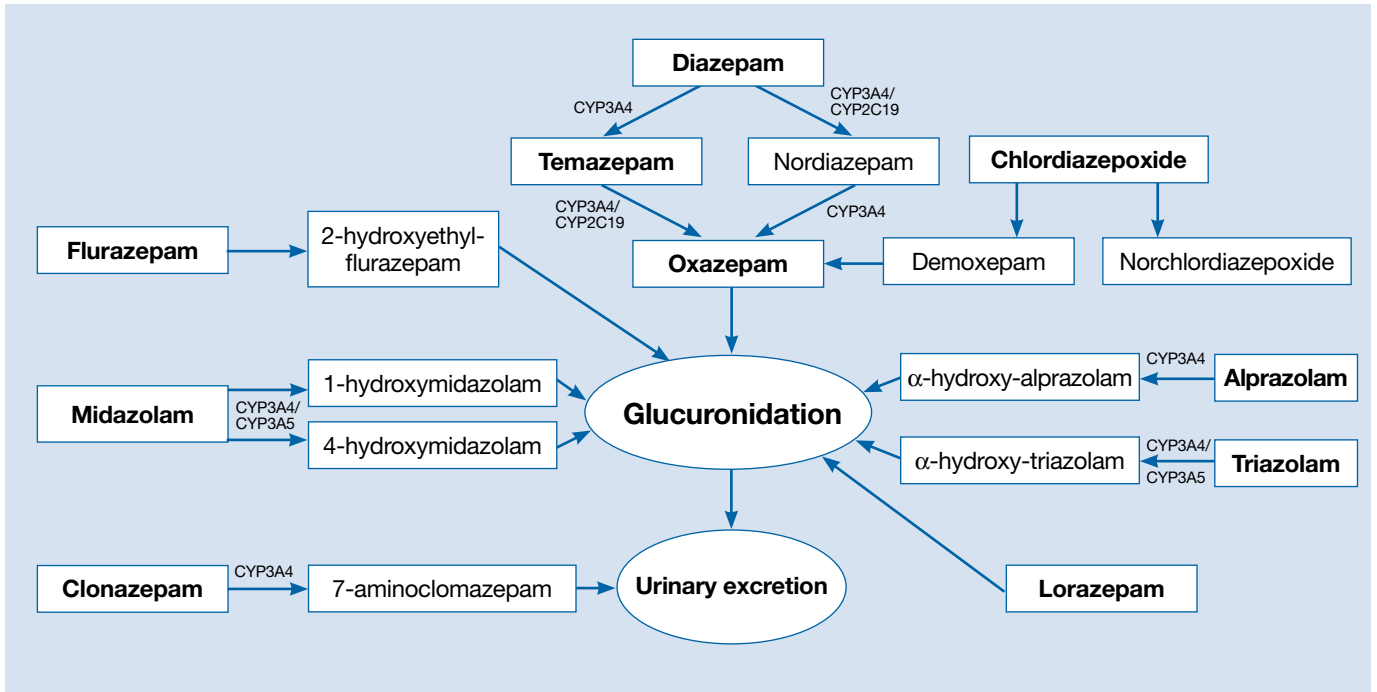 Diazepam
CYP3A4
CYP3A4/
CYP2C19
Temazepam
Nordiazepam
Chlordiazepoxide
CYP3A4/
CYP2C19
CYP3A4
Flurazepam
2-hydroxyethyl-
flurazepam
Oxazepam
Demoxepam
Norchlordiazepoxide
Midazolam
CYP3A4/
CYP3A5
1-hydroxymidazolam
4-hydroxymidazolam
Glucuronidation
α-hydroxy-alprazolam
CYP3A4
Alprazolam
α-hydroxy-triazolam
CYP3A4/
CYP3A5
Triazolam
Clonazepam
CYP3A4
7-aminoclomazepam
Urinary excretion
Lorazepam